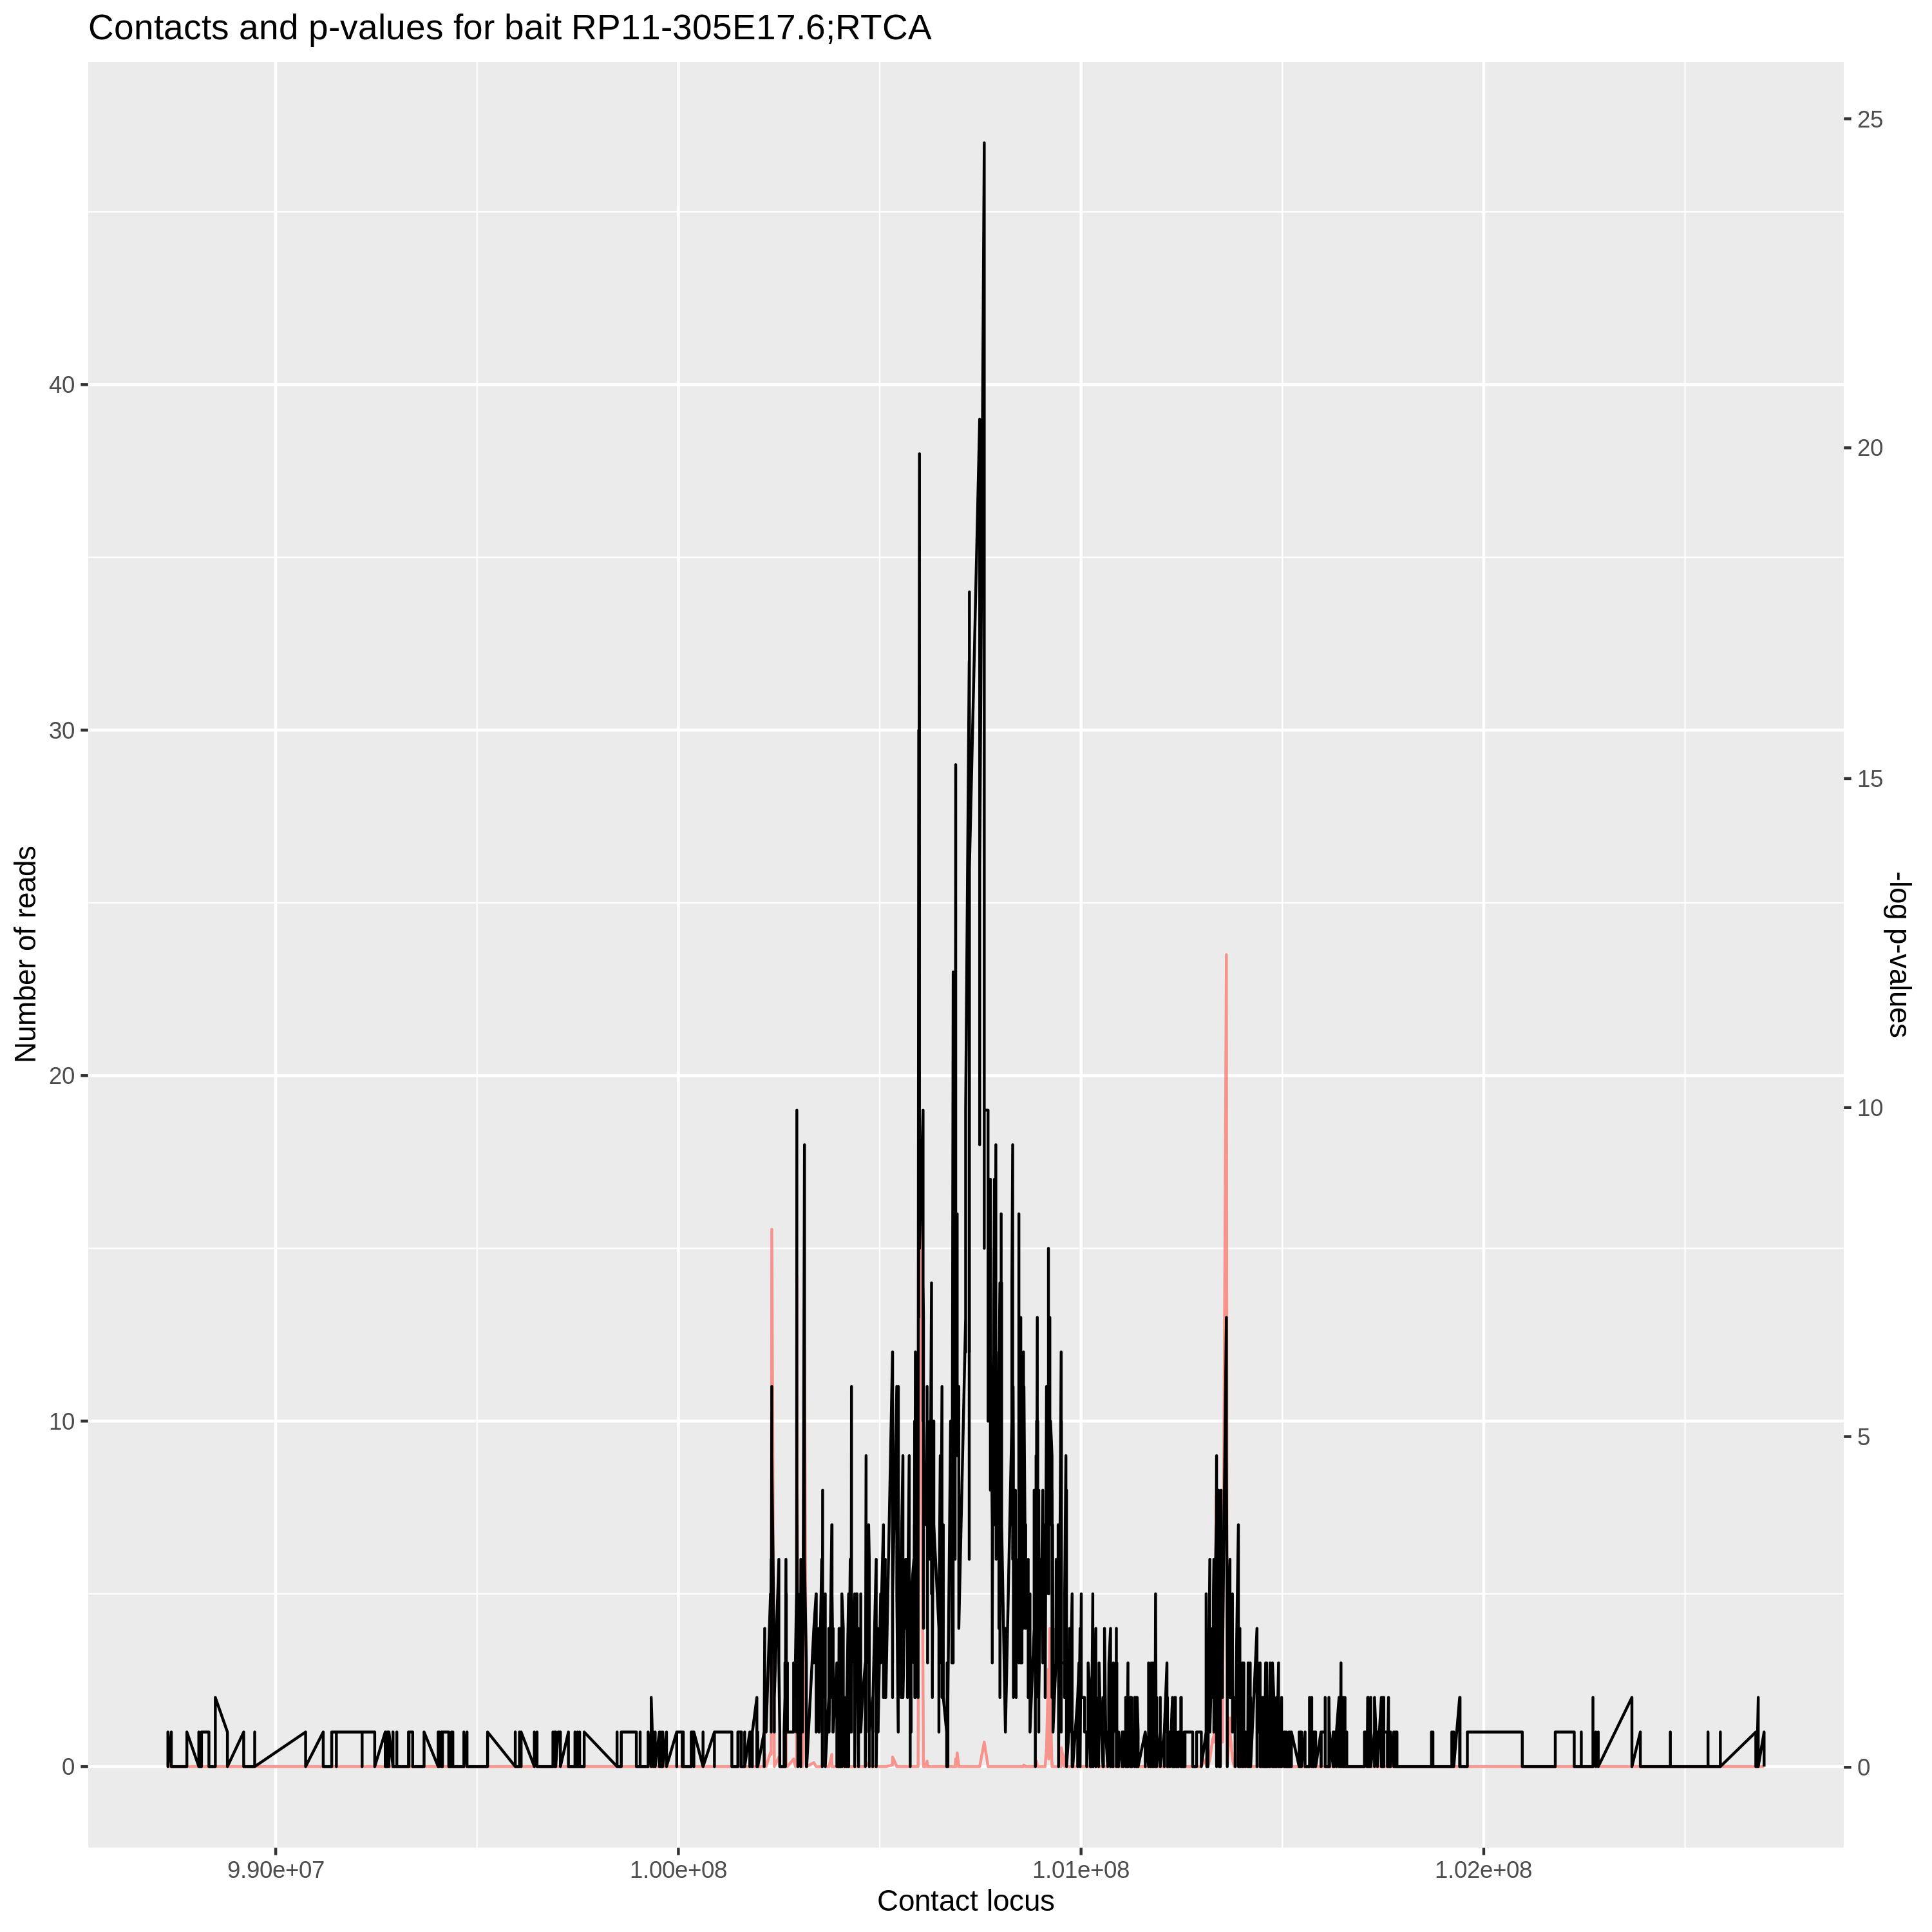 Contacts and p-values for bait RP11-305E17.6;RTCA
Number of reads
40
30
20
10
0
25
20
15
10
5
0
-log p-values
9.90e+07 1.00e+08 1.01e+08 1.02e+08
Contact locus